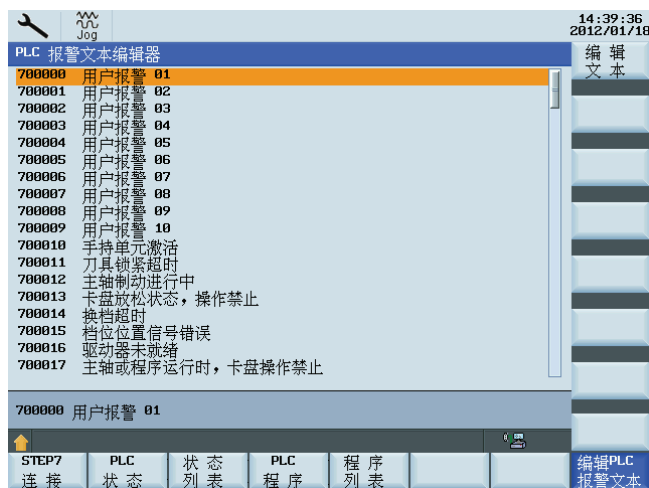 14:39:36
Jog
2012/01/18
PLC 报警文本编辑器
编辑
文本
700000 用户报警 01
700001 用户报警 02
700002 用户报警 03
700003 用户报警 04
700004 用户报警 05
700005 用户报警 06
700006 用户报警 07
700007 用户报警 08
700008 用户报警 09
700009 用户报警 10
700010 手持单元激活
700011 刀具锁紧超时
700012 主轴制动进行中
700013 卡盘放松状态，操作禁止
700014 换档超时
700015 档位位置信号错误
700016 驱动器未就绪
700017 主轴或程序运行时，卡盘操作禁止
700000 用户报警 01
STEP7 连接
PLC 状态
状态列表
PLC 程序
程序列表
编辑PLC 报警文本